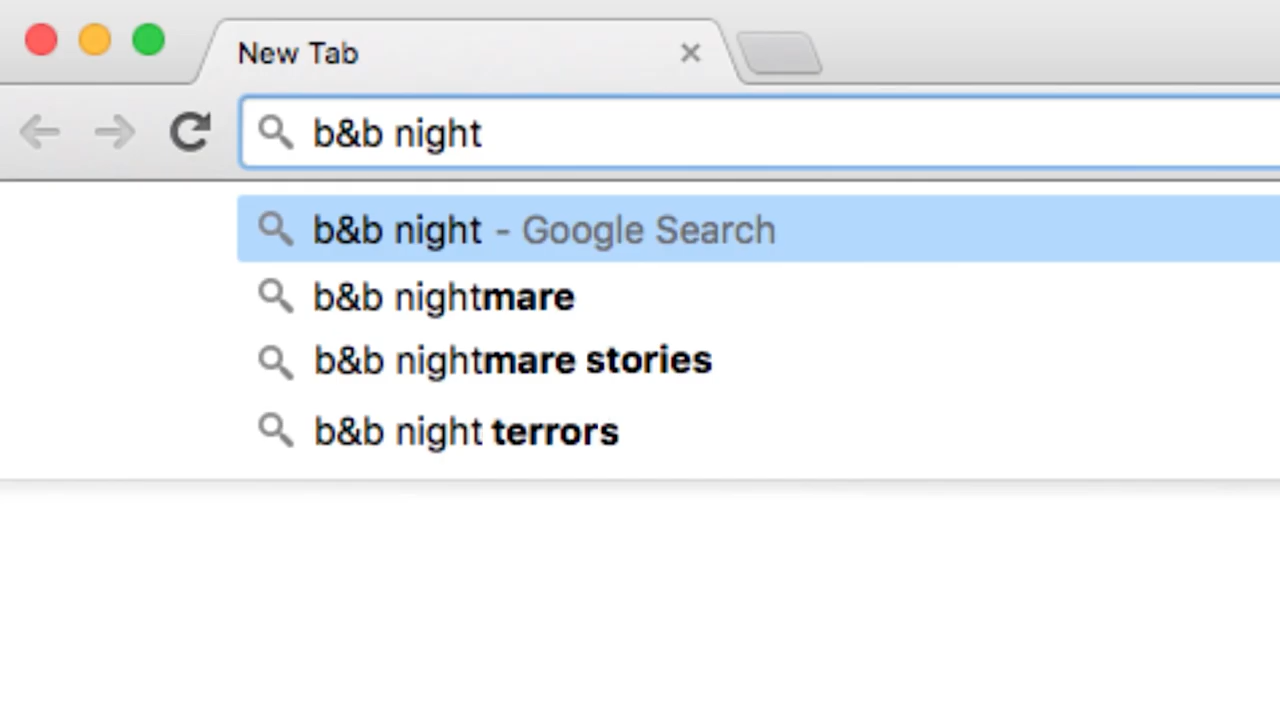 New Tab
b&b night
b&b night - Google Search
b&b nightmare
b&b nightmare stories
b&b night terrors